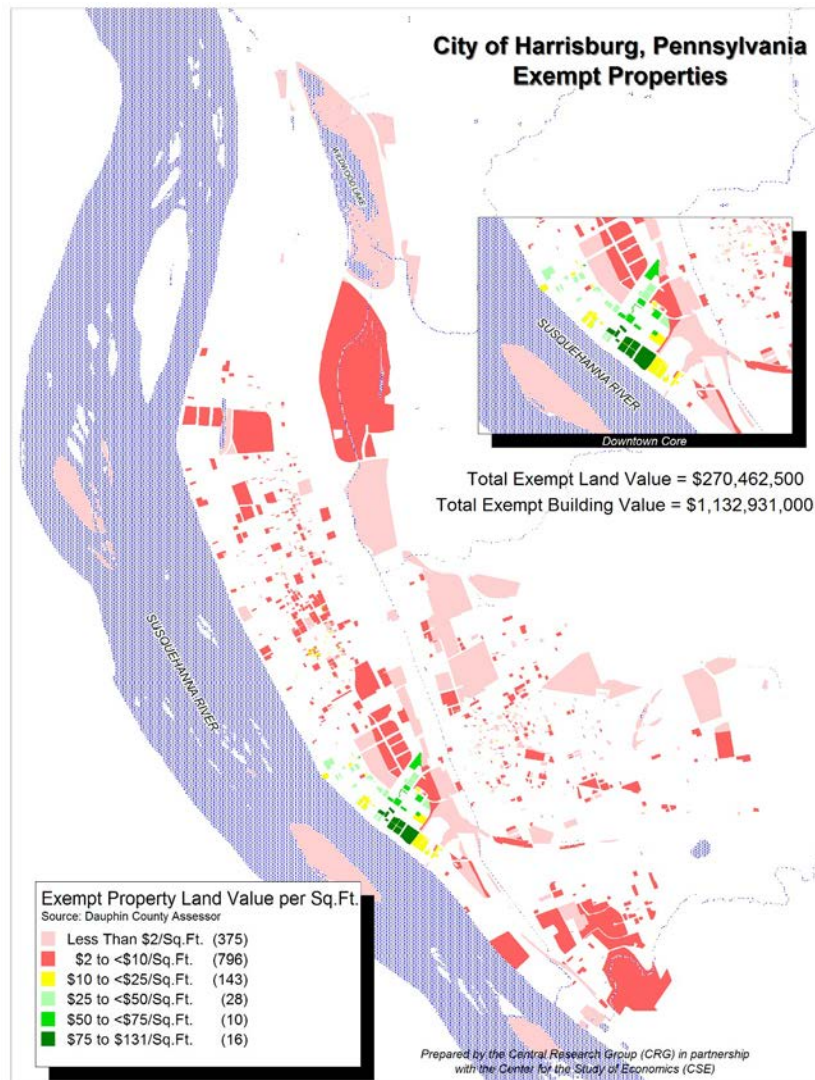 City of Harrisburg, Pennsylvania
Exempt Properties
WILDWOOD LAKE
SUSQUEHANNA RIVER
Downtown Core
Total Exempt Land Value = $270,462,500
Total Exempt Building Value = $1,132,931,000
SUSQUEHANNA RIVER
Exempt Property Land Value per Sq.Ft.
Source: Dauphin County Assessor
Less Than $2/Sq.Ft. (375)
$2 to <$10/Sq.Ft. (796)
$10 to <$25/Sq.Ft. (143)
$25 to <$50/Sq.Ft. (28)
$50 to <$75/Sq.Ft. (10)
$75 to $131/Sq.Ft. (16)
Prepared by the Central Research Group (CRG) in partnership
with the Center for the Study of Economics (CSE)